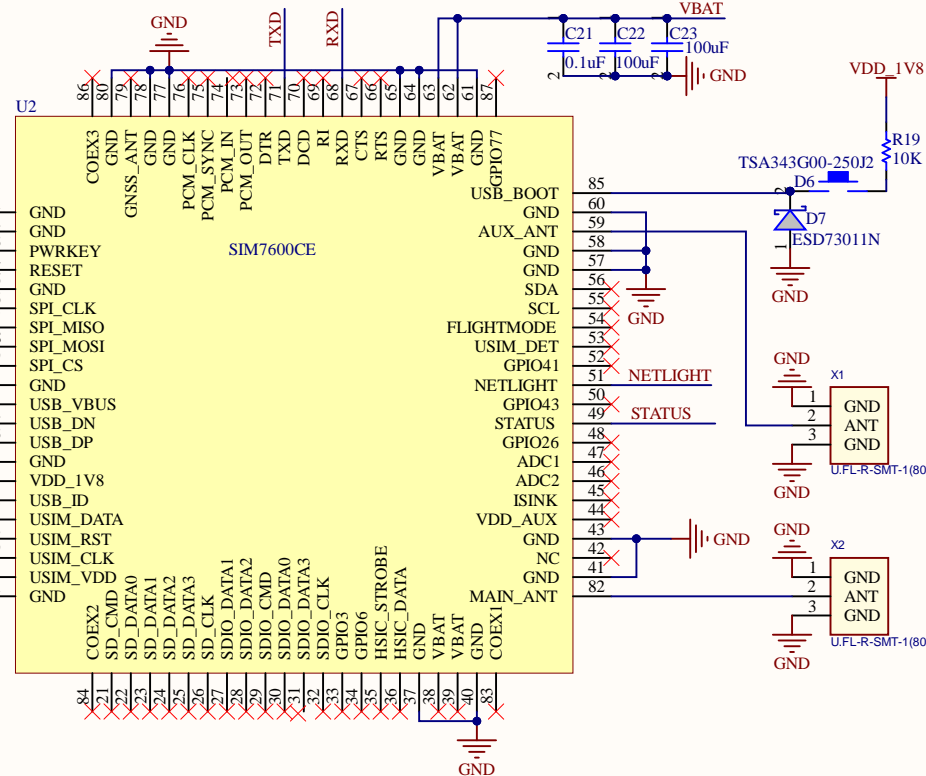 VBAT
GND
TXD
RXD
C21
0.1uF
C22
100uF
C23
100uF
2
2
2
GND
VDD_1V8
R19
10K
86 80 79 78 77 76 75 74 73 72 71 70 69 68 67 66 65 64 63 62 61 87
U2
COEX3
GND
GNSS_ANT
GND
GND
PCM_CLK
PCM_SYNC
PCM_IN
PCM_OUT
DTR
TXD
DCD
RI
RXD
CTS
RTS
GND
GND
VBAT
VBAT
GND
GPIO77
SIM7600CE
GND
GND
PWRKEY
RESET
GND
SPI_CLK
SPI_MISO
SPI_MOSI
SPI_CS
GND
USB_VBUS
USB_DN
USB_DP
GND
VDD_1V8
USB_ID
USIM_DATA
USIM_RST
USIM_CLK
USIM_VDD
GND
USB_BOOT 85
GND 60
AUX_ANT 59
GND 58
GND 57
SDA 56
SCL 55
FLIGHTMODE 54
USIM_DET 53
GPIO41 52
NETLIGHT 51 NETLIGHT
GPIO43 50
STATUS 49 STATUS
GPIO26 48
ADC1 47
ADC2 46
ISINK 45
VDD_AUX 44
GND 43
NC 42
GND 41
MAIN_ANT 82
GND
GND
TSA343G00-250J2
D6
2
D7
ESD73011N
1
GND
GND
X1
1 GND
2 ANT
3 GND
GND
U.FL-R-SMT-1(80
GND
X2
1 GND
2 ANT
3 GND
GND
U.FL-R-SMT-1(80
COEX2
SD_CMD
SD_DATA0
SD_DATA1
SD_DATA2
SD_DATA3
SD_CLK
SDIO_DATA1
SDIO_DATA2
SDIO_CMD
SDIO_DATA0
SDIO_DATA3
SDIO_CLK
GPIO3
GPIO6
HSIC_STROBE
HSIC_DATA
GND
VBAT
VBAT
GND
COEX1
84 21 22 23 24 25 26 27 28 29 30 31 32 33 34 35 36 37 38 39 40 83
GND